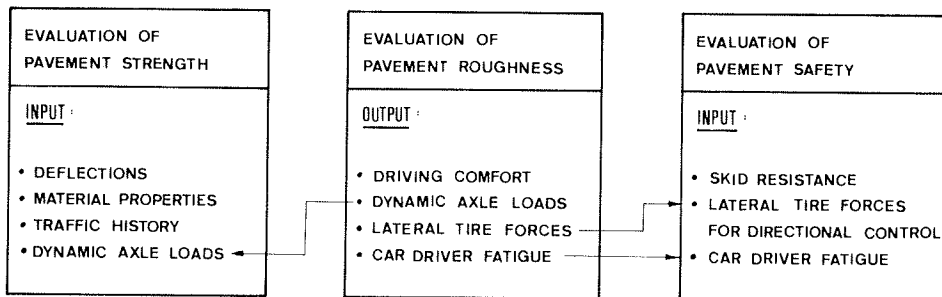 EVALUATION OF
PAVEMENT STRENGTH
INPUT:
• DEFLECTIONS
• MATERIAL PROPERTIES
• TRAFFIC HISTORY
• DYNAMIC AXLE LOADS
EVALUATION OF
PAVEMENT ROUGHNESS
OUTPUT:
• DRIVING COMFORT
• DYNAMIC AXLE LOADS
• LATERAL TIRE FORCES
• CAR DRIVER FATIGUE
EVALUATION OF
PAVEMENT SAFETY
INPUT:
• SKID RESISTANCE
• LATERAL TIRE FORCES
FOR DIRECTIONAL CONTROL
• CAR DRIVER FATIGUE